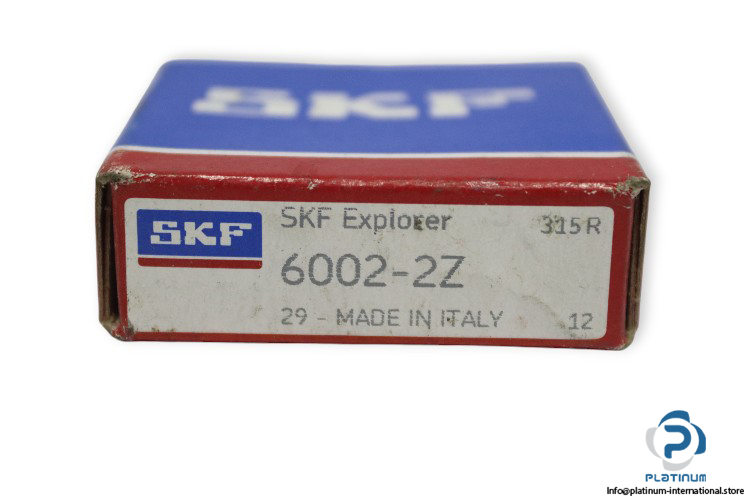 SKF
SKF
SKF Explorer 315 R
6002-2Z
29 - MADE IN ITALY 12
PLATINUM
Info@platinum-international.store